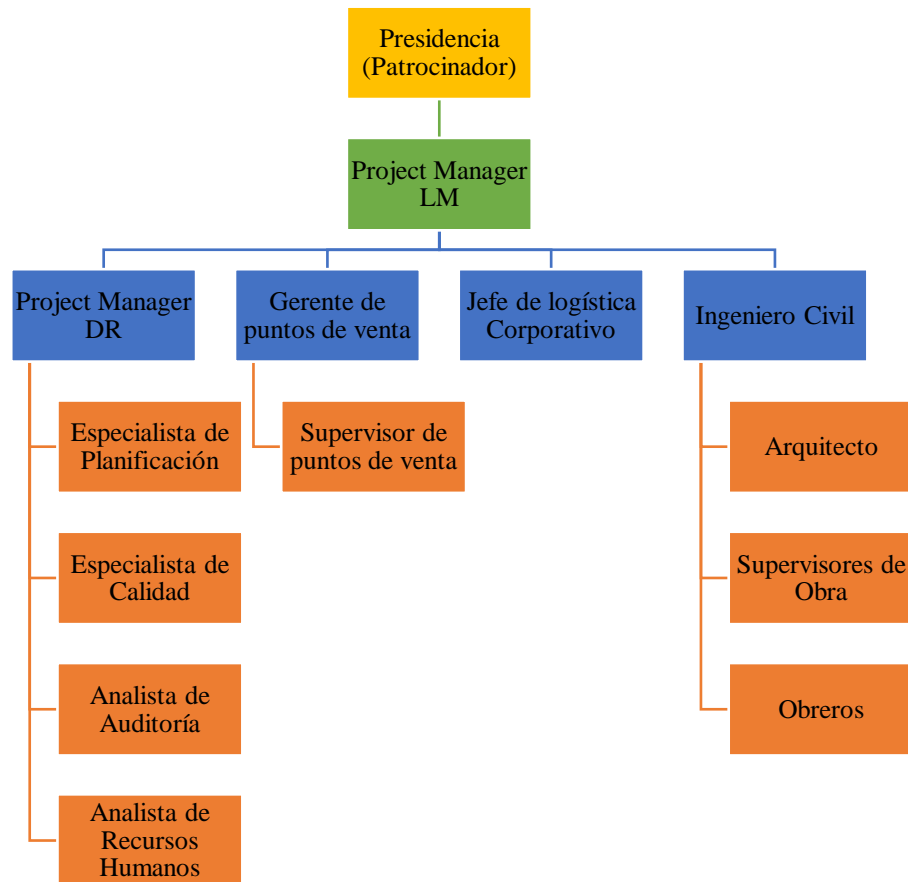 Presidencia
(Patrocinador)
Project Manager
LM
Project Manager
DR
Gerente de
puntos de venta
Jefe de logística
Corporativo
Ingeniero Civil
Especialista de
Planificación
Supervisor de
puntos de venta
Arquitecto
Especialista de
Calidad
Supervisores de
Obra
Analista de
Auditoría
Obreros
Analista de
Recursos
Humanos